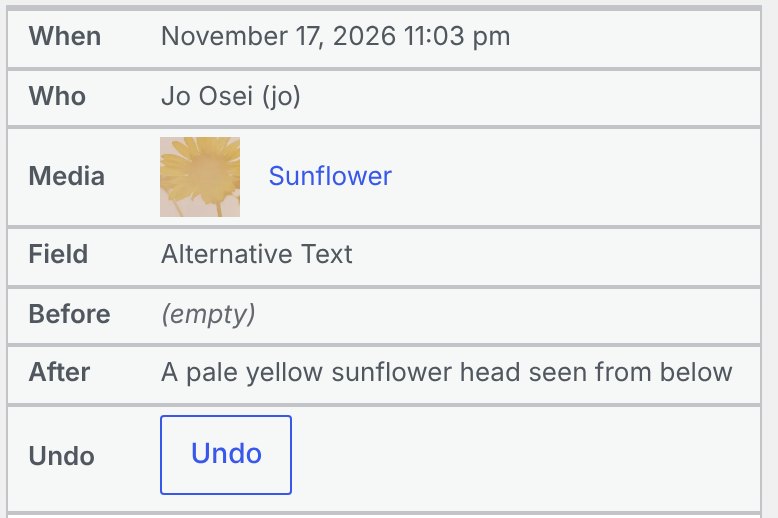 When November 17, 2026 11:03 pm
Who Jo Osei (jo)
Media Sunflower
Field Alternative Text
Before (empty)
After A pale yellow sunflower head seen from below
Undo Undo